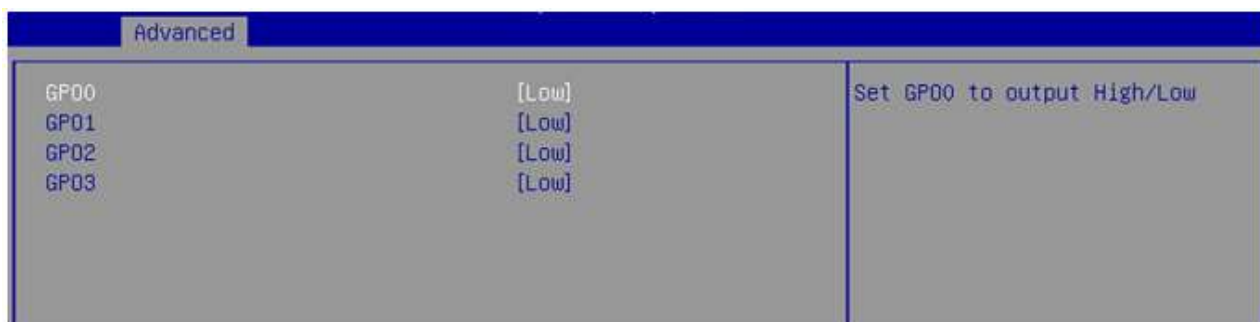 Advanced
GPO0 [Low] Set GPO0 to output High/Low
GPO1 [Low]
GPO2 [Low]
GPO3 [Low]